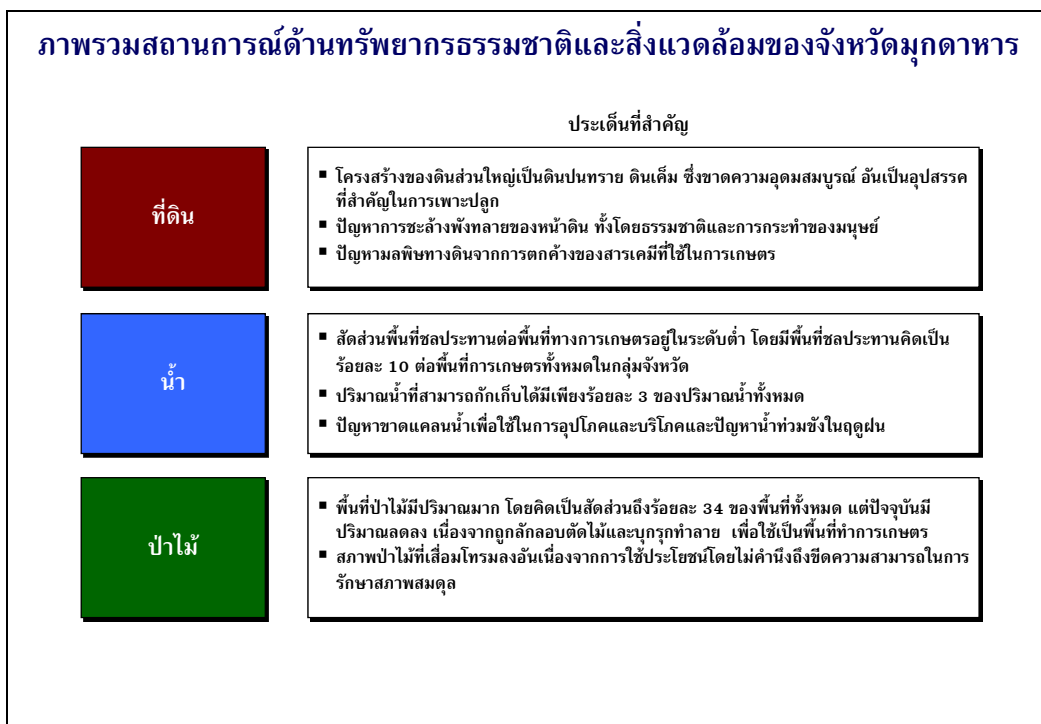 ภาพรวมสถานการณ์ด้านทรัพยากรธรรมชาติและสิ่งแวดล้อมของจังหวัดมุกดาหาร
ประเด็นที่สำคัญ
ที่ดิน
▪ โครงสร้างของดินส่วนใหญ่เป็นดินปนทราย ดินเค็ม ซึ่งขาดความอุดมสมบูรณ์ อันเป็นอุปสรรค
ที่สำคัญในการเพาะปลูก
▪ ปัญหาการชะล้างพังทลายของหน้าดิน ทั้งโดยธรรมชาติและการกระทำของมนุษย์
▪ ปัญหามลพิษทางดินจากการตกค้างของสารเคมีที่ใช้ในการเกษตร
น้ำ
▪ สัดส่วนพื้นที่ชลประทานต่อพื้นที่ทางการเกษตรอยู่ในระดับต่ำ โดยมีพื้นที่ชลประทานคิดเป็น
ร้อยละ 10 ต่อพื้นที่การเกษตรทั้งหมดในกลุ่มจังหวัด
▪ ปริมาณน้ำที่สามารถกักเก็บได้มีเพียงร้อยละ 3 ของปริมาณน้ำทั้งหมด
▪ ปัญหาขาดแคลนน้ำเพื่อใช้ในการอุปโภคและบริโภคและปัญหาน้ำท่วมขังในฤดูฝน
ป่าไม้
▪ พื้นที่ป่าไม้มีปริมาณมาก โดยคิดเป็นสัดส่วนถึงร้อยละ 34 ของพื้นที่ทั้งหมด แต่ปัจจุบันมี
ปริมาณลดลง เนื่องจากถูกลักลอบตัดไม้และบุกรุกทำลาย เพื่อใช้เป็นพื้นที่ทำการเกษตร
▪ สภาพป่าไม้ที่เสื่อมโทรมลงอันเนื่องจากการใช้ประโยชน์โดยไม่คำนึงถึงขีดความสามารถในการ
รักษาสภาพสมดุล